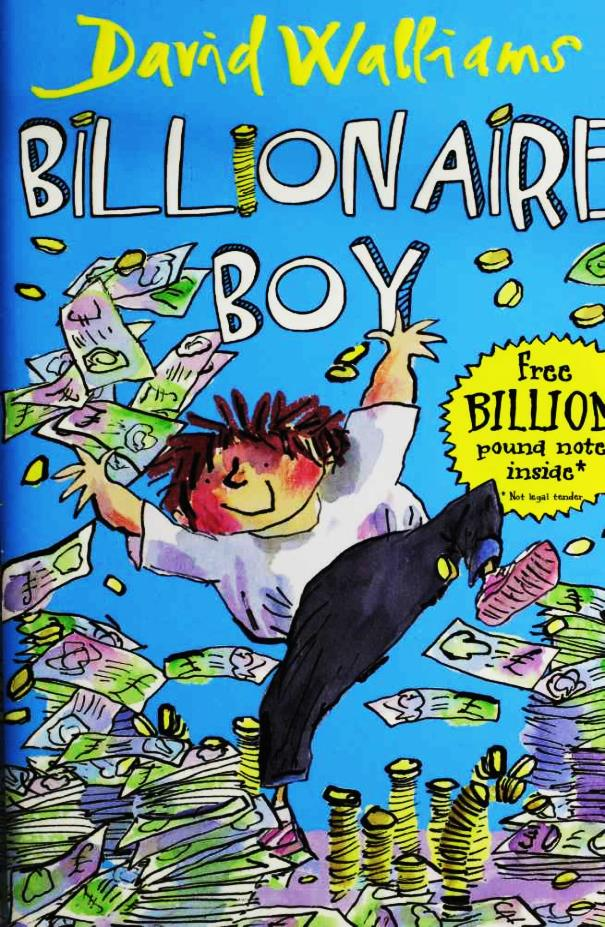 David Walliams
BILLIONAIRE
BOY
Free
BILLION
pound note
inside*
* Not legal tender